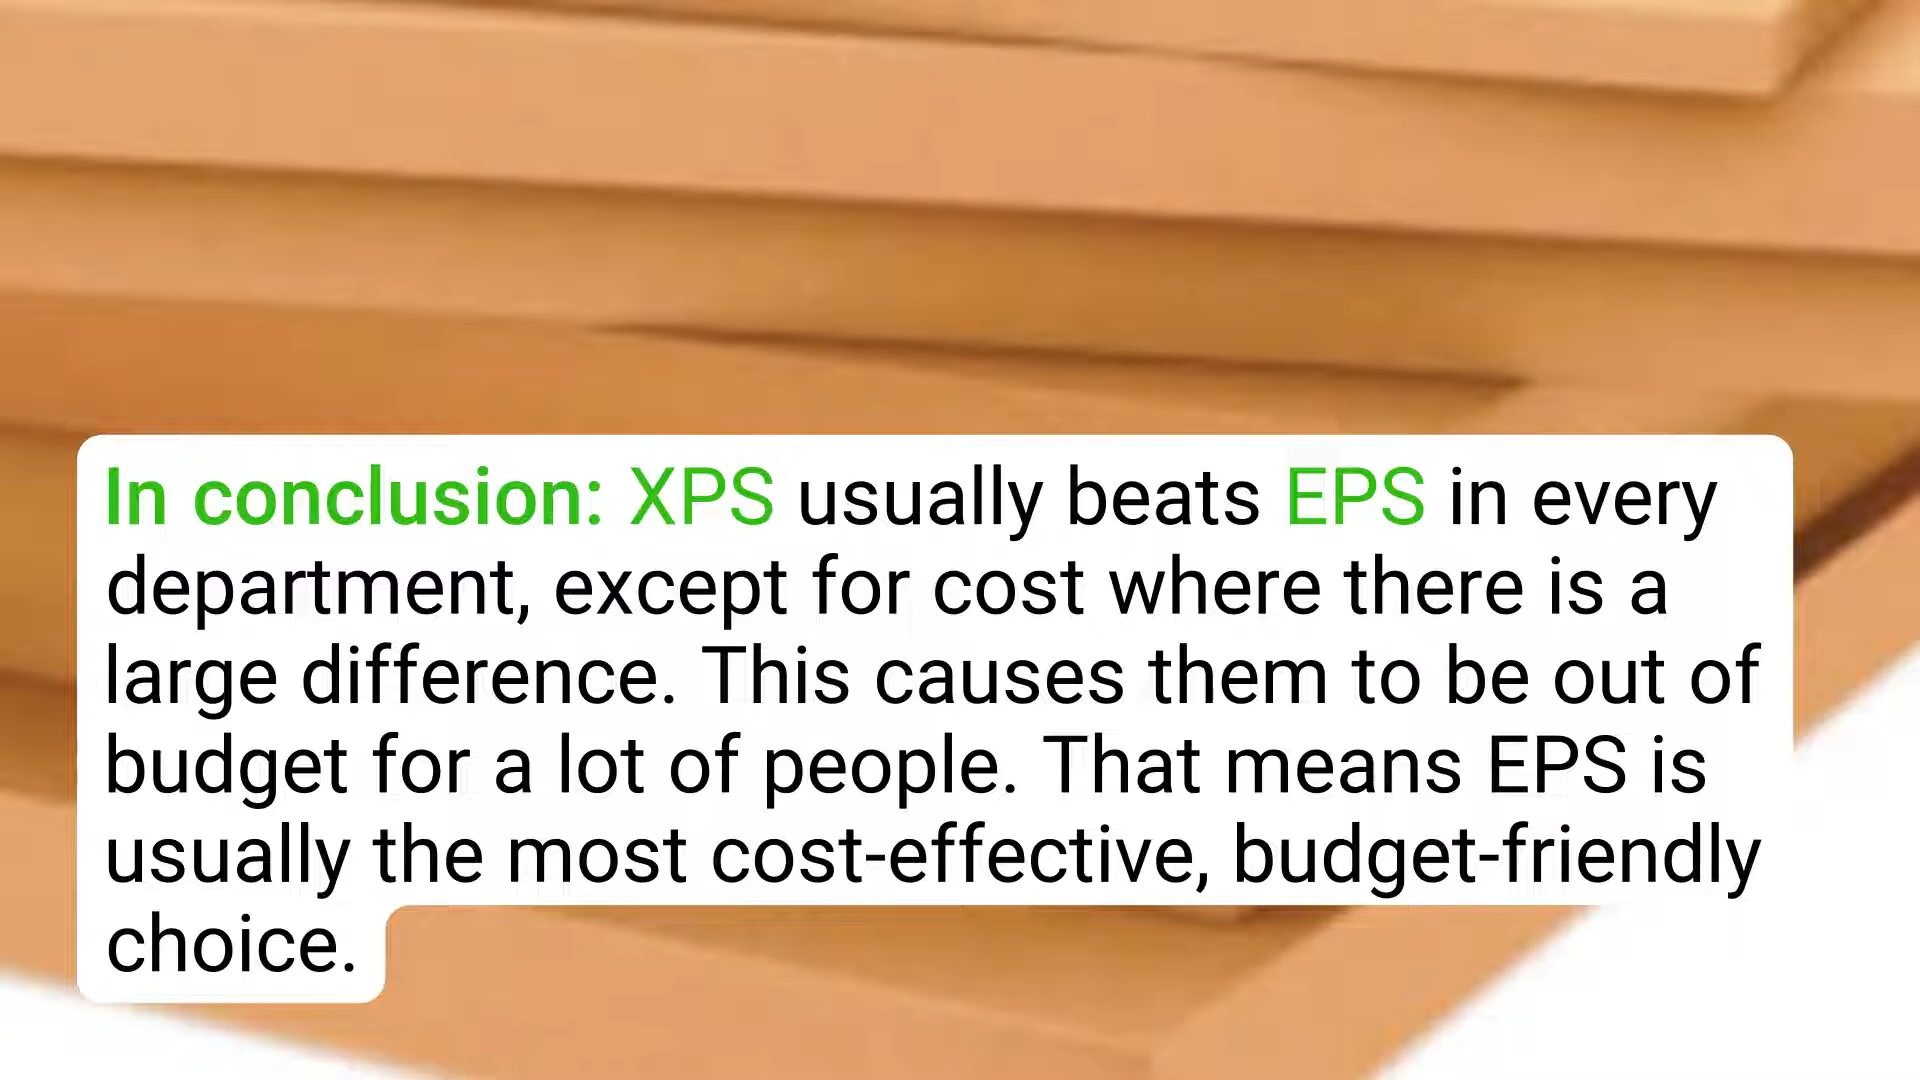 In conclusion: XPS usually beats EPS in every
department, except for cost where there is a
large difference. This causes them to be out of
budget for a lot of people. That means EPS is
usually the most cost-effective, budget-friendly
choice.